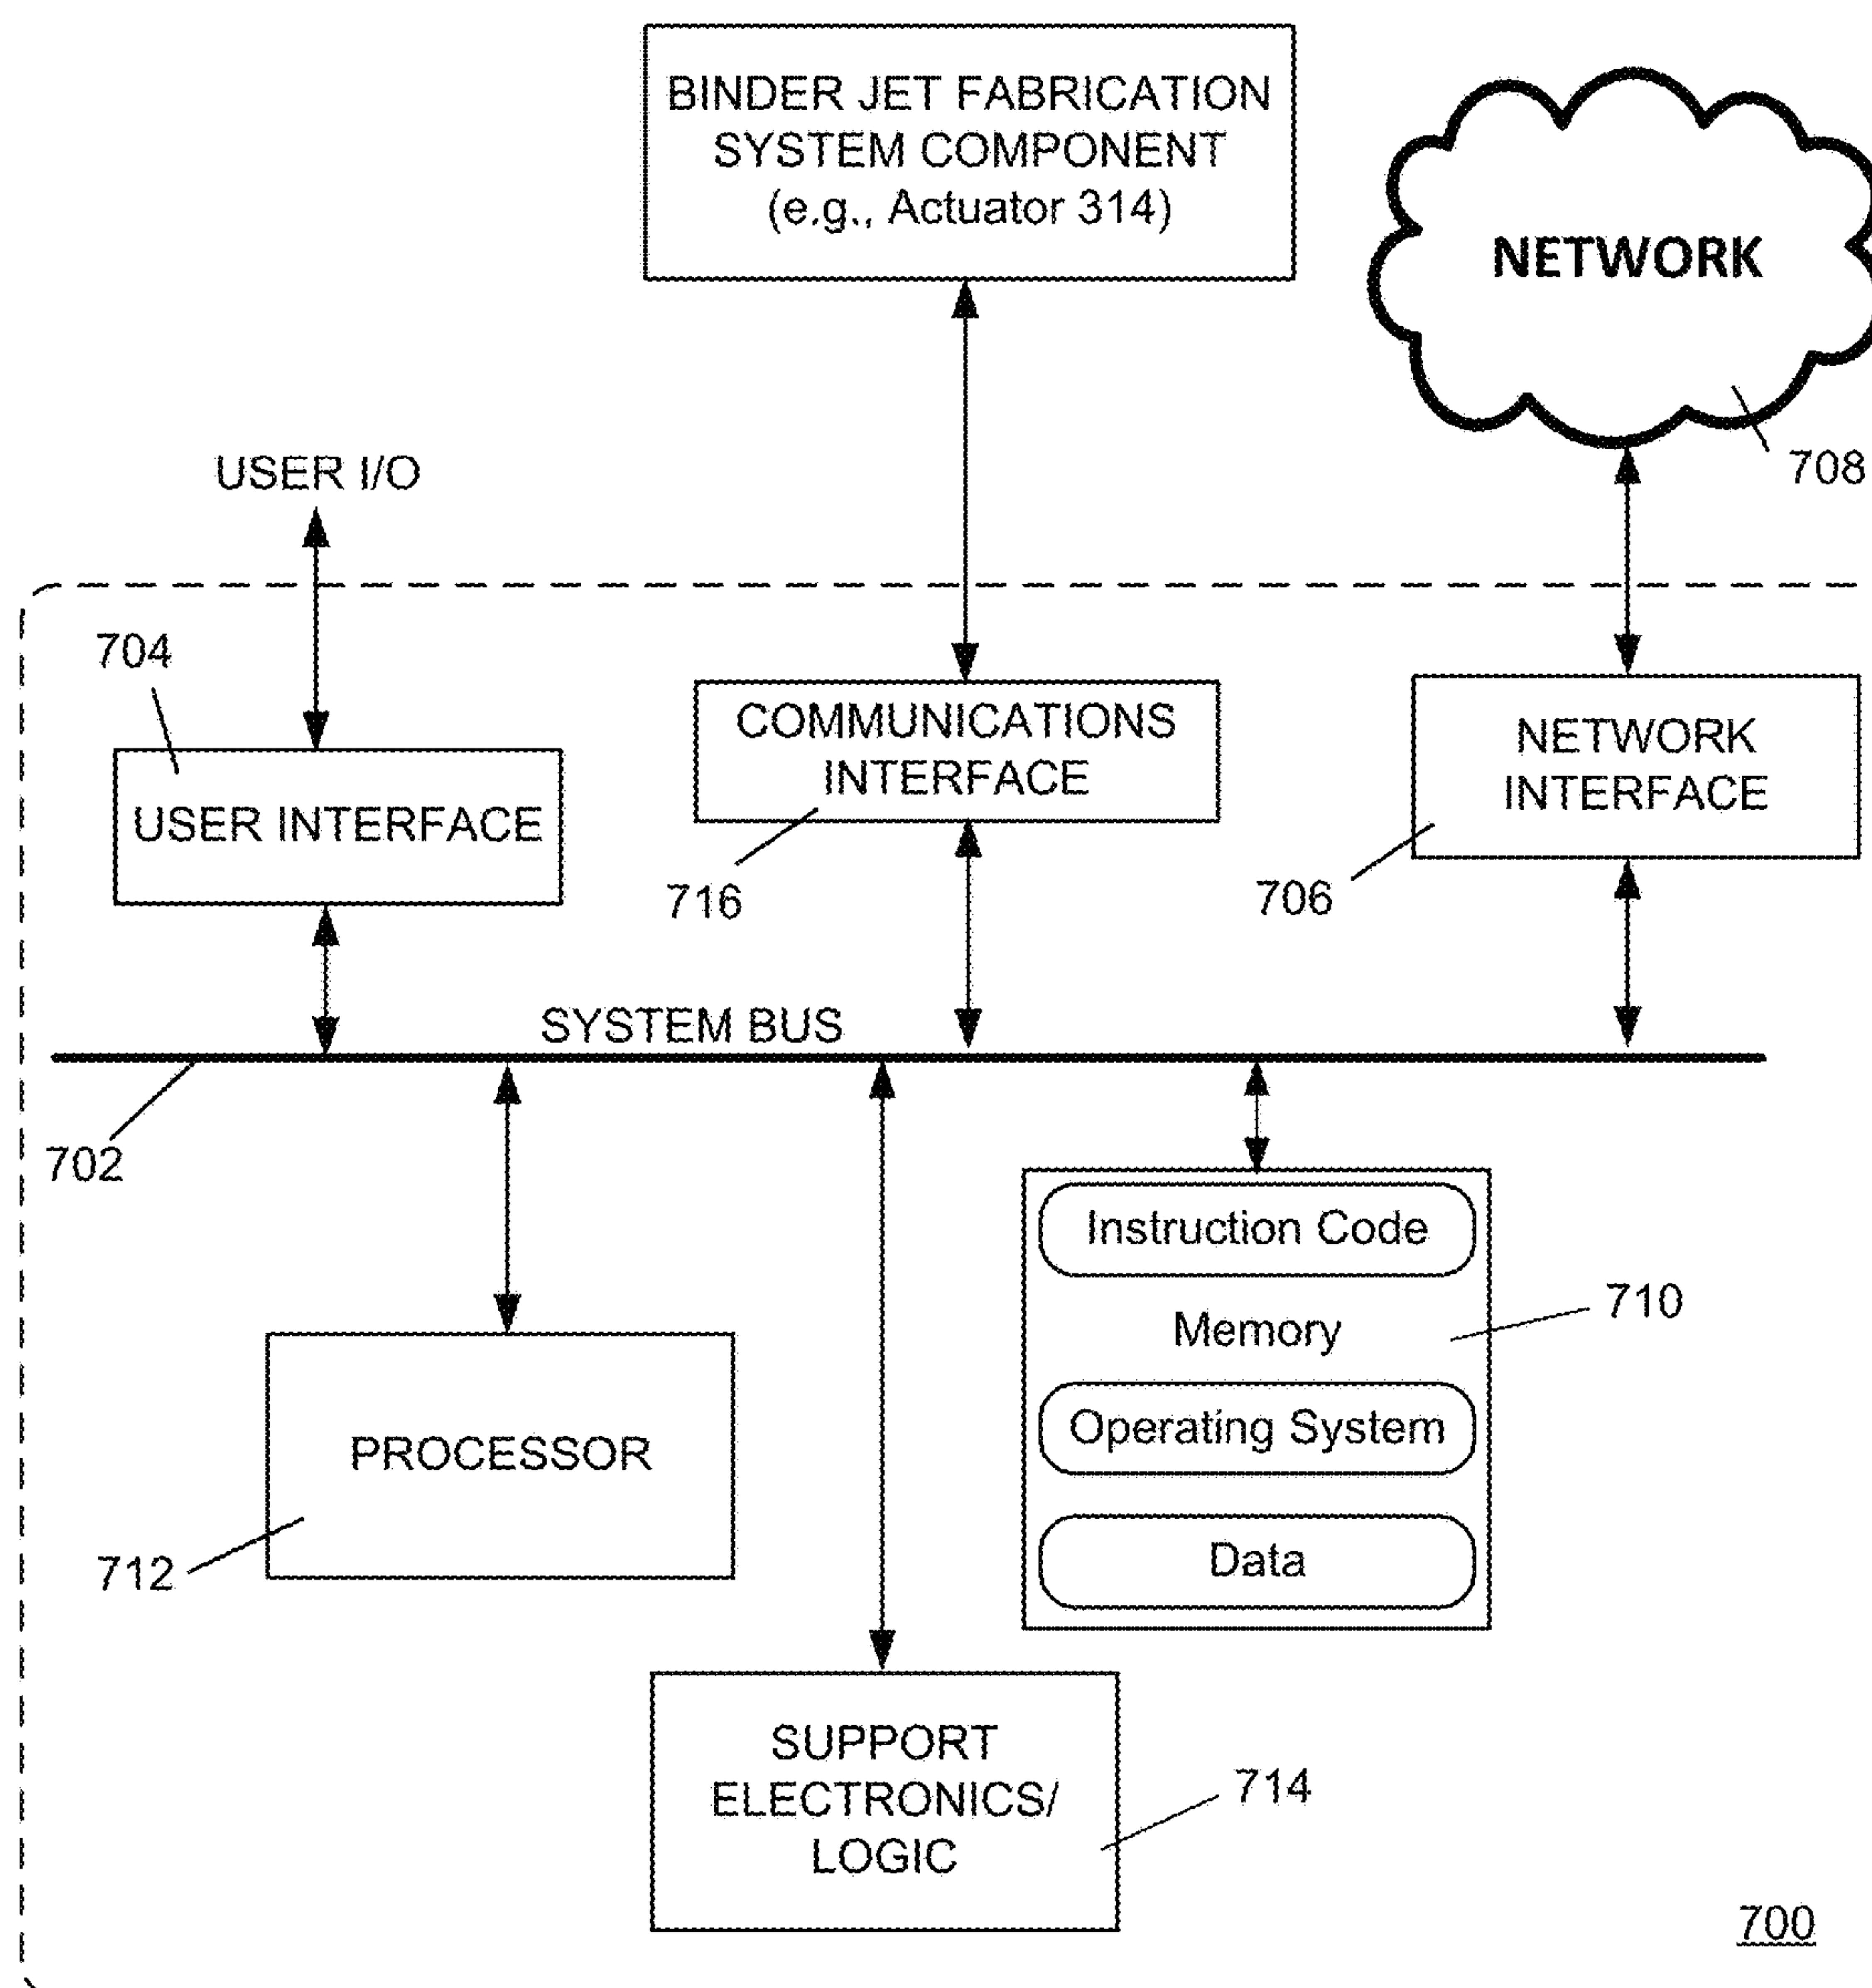 BINDER JET FABRICATION
SYSTEM COMPONENT
(e.g., Actuator 314)
NETWORK
708
USER I/O
704
USER INTERFACE
COMMUNICATIONS
INTERFACE
716
NETWORK
INTERFACE
706
SYSTEM BUS
702
Instruction Code
Memory
710
Operating System
Data
PROCESSOR
712
SUPPORT
ELECTRONICS/
LOGIC
714
700